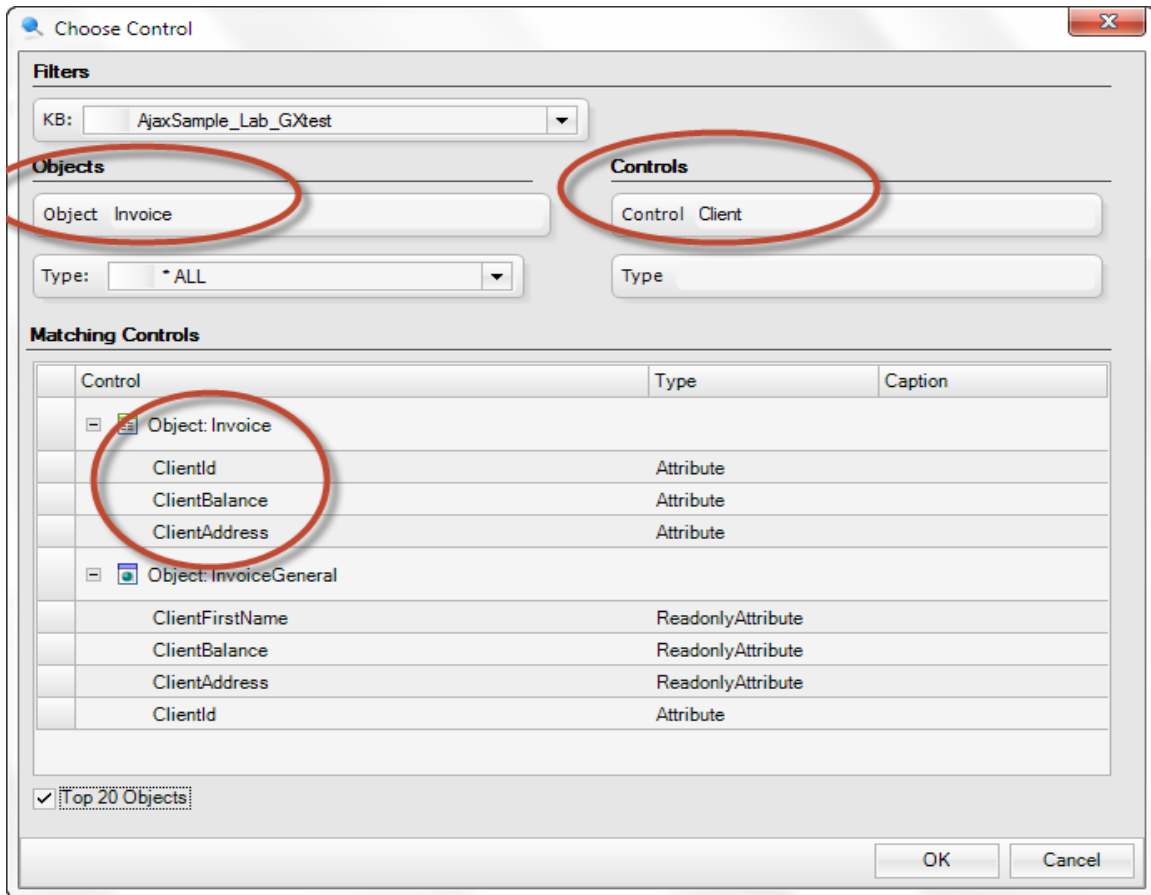 Choose Control
Filters
KB: AjaxSample_Lab_GXtest
Objects Controls
Object Invoice Control Client
Type: * ALL Type
Matching Controls
Control Type Caption
Object: Invoice
ClientId Attribute
ClientBalance Attribute
ClientAddress Attribute
Object: InvoiceGeneral
ClientFirstName ReadonlyAttribute
ClientBalance ReadonlyAttribute
ClientAddress ReadonlyAttribute
ClientId Attribute
Top 20 Objects
OK Cancel